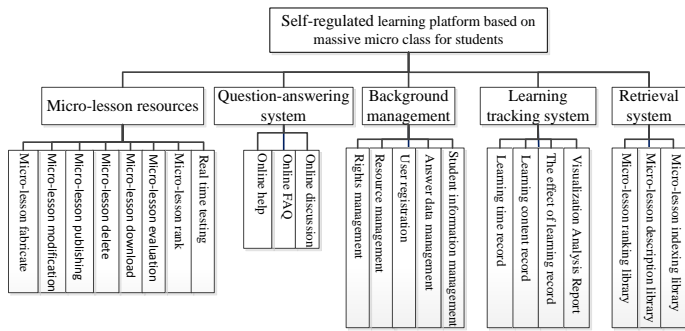 Self-regulated learning platform based on
massive micro class for students
Micro-lesson resources
Question-answering
system
Background
management
Learning
tracking system
Retrieval
system
Micro-lesson fabricate
Micro-lesson modification
Micro-lesson publishing
Micro-lesson delete
Micro-lesson download
Micro-lesson evaluation
Micro-lesson rank
Real time testing
Online help
Online FAQ
Online discussion
Rights management
Resource management
User registration
Answer data management
Student information management
Learning time record
Learning content record
The effect of learning record
Visualization Analysis Report
Micro-lesson ranking library
Micro-lesson description library
Micro-lesson indexing library